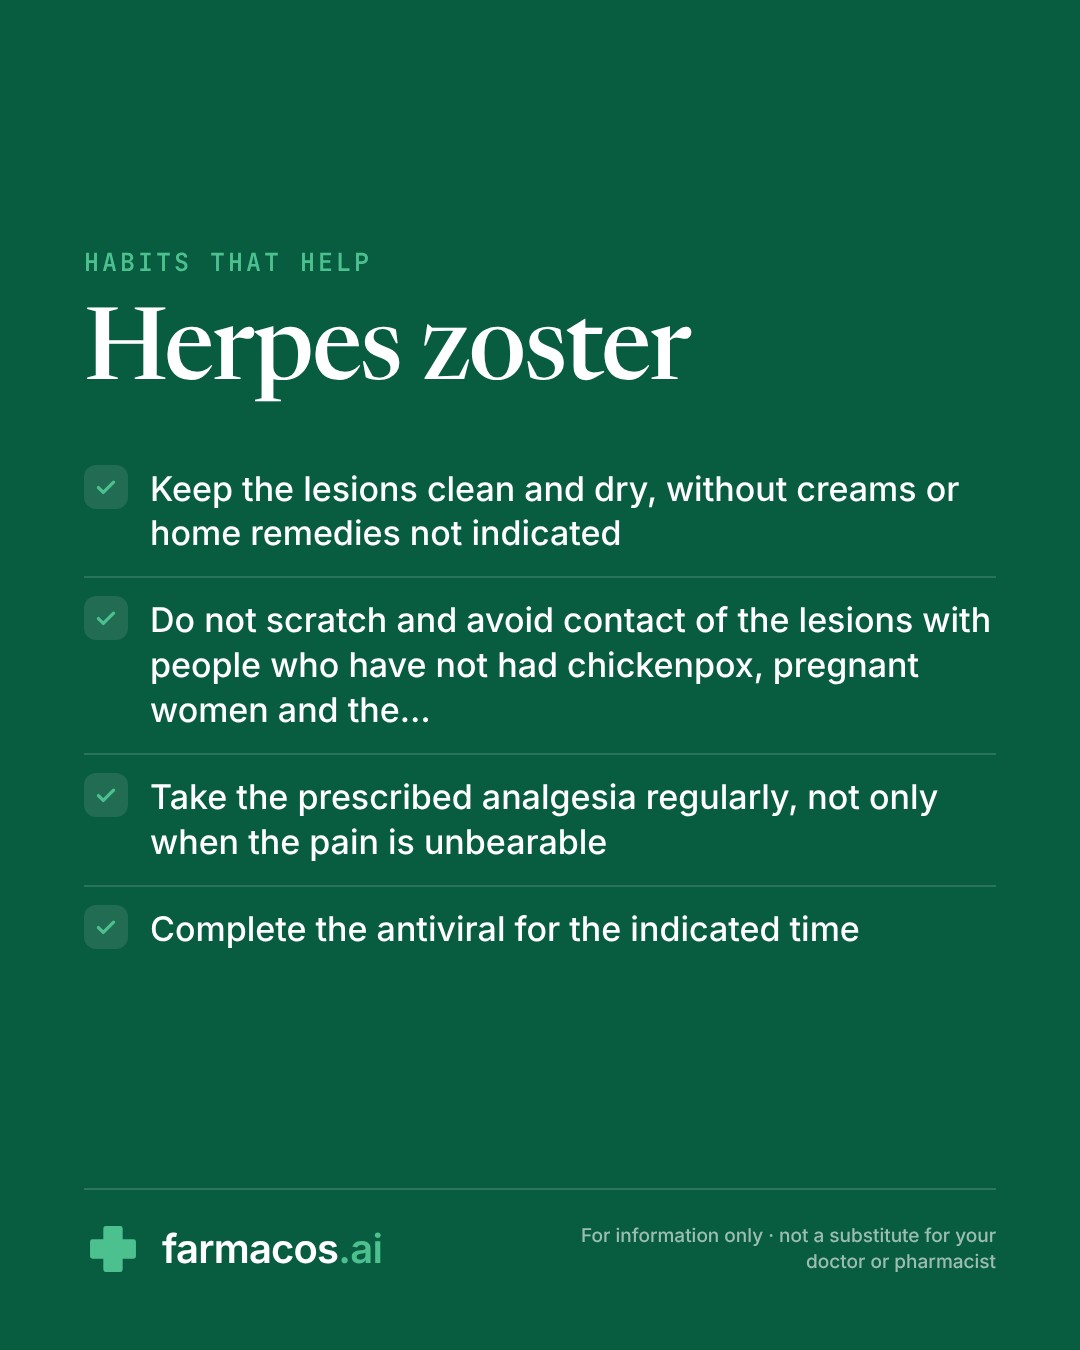 HABITS THAT HELP
Herpes zoster
Keep the lesions clean and dry, without creams or
home remedies not indicated
Do not scratch and avoid contact of the lesions with
people who have not had chickenpox, pregnant
women and the...
Take the prescribed analgesia regularly, not only
when the pain is unbearable
Complete the antiviral for the indicated time
farmacos.ai
For information only · not a substitute for your
doctor or pharmacist